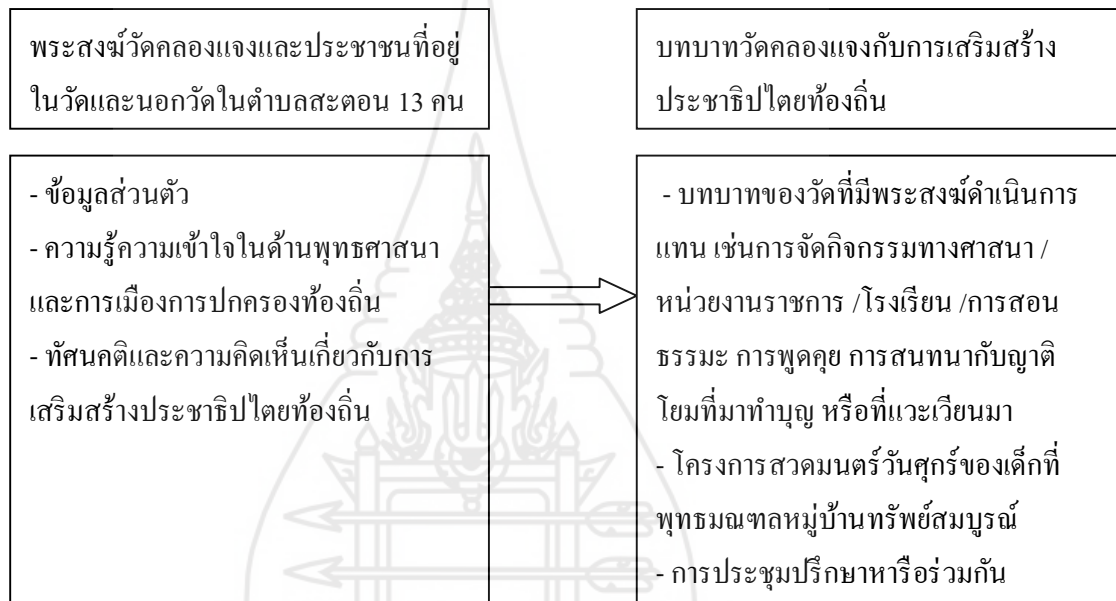 พระสงฆ์วัดคลองแจงและประชาชนที่อยู่
ในวัดและนอกวัดในตำบลสะตอน 13 คน
บทบาทวัดคลองแจงกับการเสริมสร้าง
ประชาธิปไตยท้องถิ่น
- ข้อมูลส่วนตัว
- ความรู้ความเข้าใจในด้านพุทธศาสนา
และการเมืองการปกครองท้องถิ่น
- ทัศนคติและความคิดเห็นเกี่ยวกับการ
เสริมสร้างประชาธิปไตยท้องถิ่น
- บทบาทของวัดที่มีพระสงฆ์ดำเนินการ
แทน เช่นการจัดกิจกรรมทางศาสนา /
หน่วยงานราชการ /โรงเรียน /การสอน
ธรรมะ การพูดคุย การสนทนากับญาติ
โยมที่มาทำบุญ หรือที่แวะเวียนมา
- โครงการสวดมนตร์วันศุกร์ของเด็กที่
พุทธมณฑลหมู่บ้านทรัพย์สมบูรณ์
- การประชุมปรึกษาหารือร่วมกัน